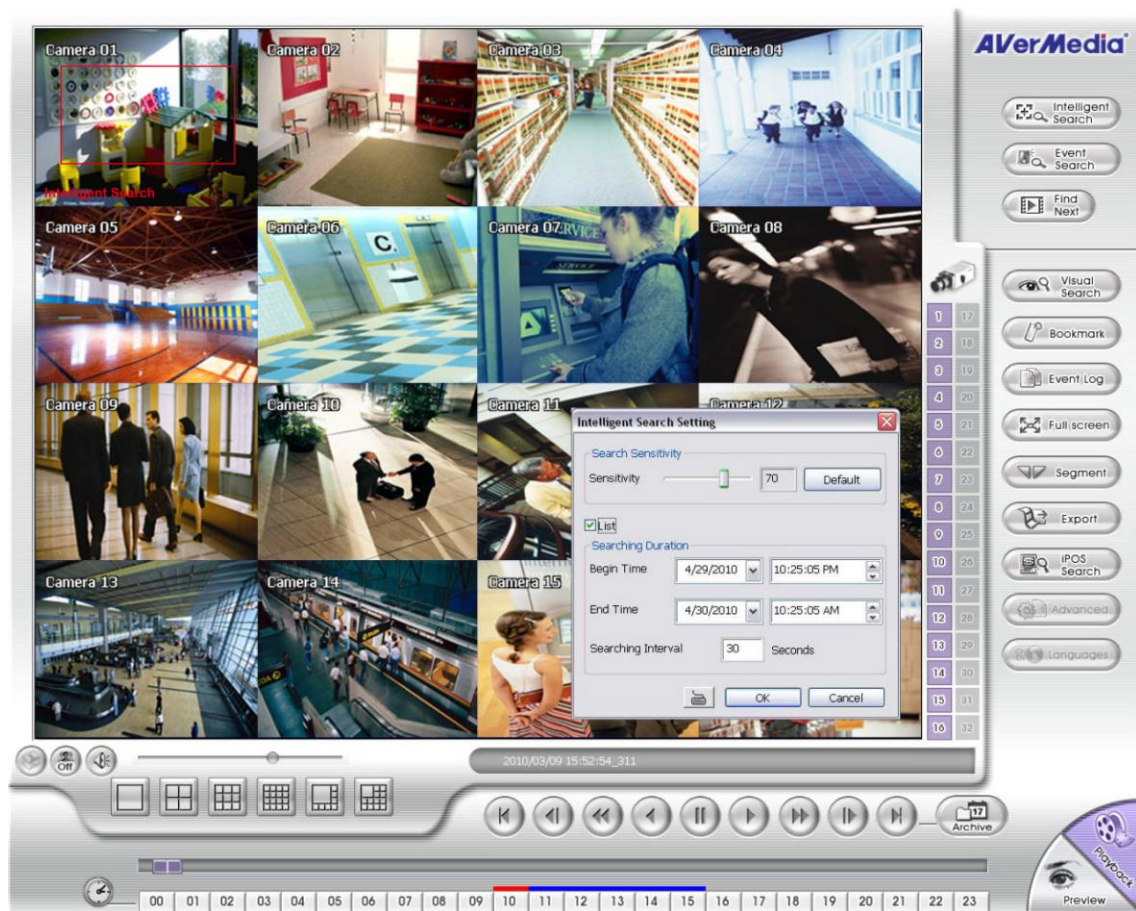 Camera 01
Camera 02
Camera 03
Camera 04
AVerMedia
Intelligent Search
Intelligent
Search
Event
Search
Find
Next
Camera 05
Camera 06
Camera 07
Camera 08
C.
Visual
Search
Bookmark
Event Log
Full screen
Segment
Export
iPOS
Search
Advanced
Languages
1 17
2 18
3 19
4 20
5 21
6 22
7 23
8 24
9 25
10 26
11 27
12 28
13 29
14 30
15 31
16 32
Camera 09
Camera 10
Camera 11
Camera 12
Intelligent Search Setting
Search Sensitivity
Sensitivity 70 Default
List
Searching Duration
Begin Time 4/29/2010 10:25:05 PM
End Time 4/30/2010 10:25:05 AM
Searching Interval 30 Seconds
OK Cancel
Camera 13
Camera 14
Camera 15
Off
2010/03/09 15:52:54_311
17
Archive
Playback
Preview
00 01 02 03 04 05 06 07 08 09 10 11 12 13 14 15 16 17 18 19 20 21 22 23